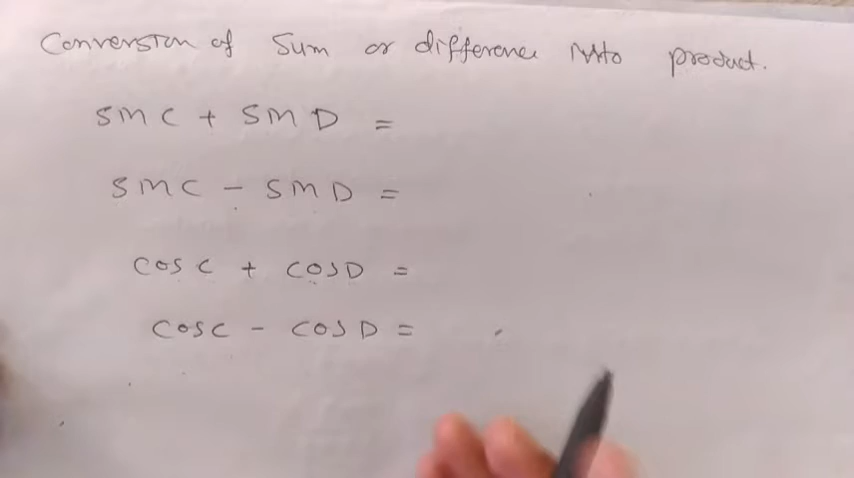 Conversion of Sum or difference into product.
sin C + sin D =
sin C - sin D =
cos C + cos D =
cos C - cos D =